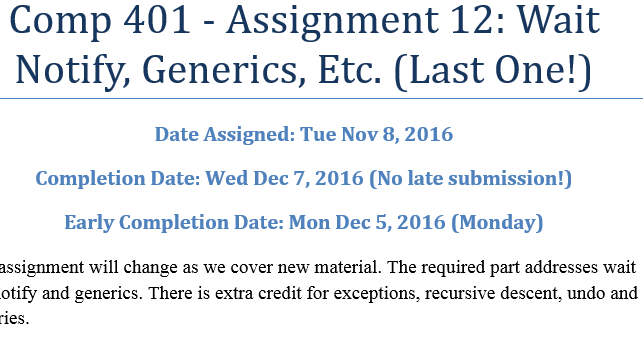 Comp 401 - Assignment 12: Wait
Notify, Generics, Etc. (Last One!)
Date Assigned: Tue Nov 8, 2016
Completion Date: Wed Dec 7, 2016 (No late submission!)
Early Completion Date: Mon Dec 5, 2016 (Monday)
assignment will change as we cover new material. The required part addresses wait
notify and generics. There is extra credit for exceptions, recursive descent, undo and